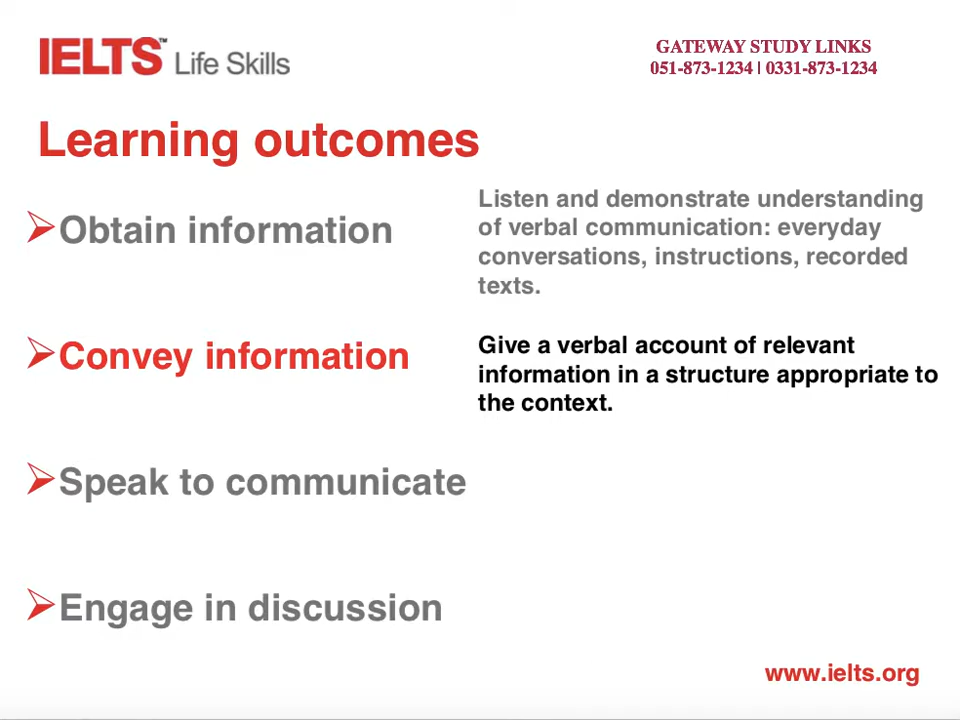 IELTS™ Life Skills
GATEWAY STUDY LINKS
051-873-1234 | 0331-873-1234
Learning outcomes
Obtain information
Listen and demonstrate understanding
of verbal communication: everyday
conversations, instructions, recorded
texts.
Convey information
Give a verbal account of relevant
information in a structure appropriate to
the context.
Speak to communicate
Engage in discussion
www.ielts.org